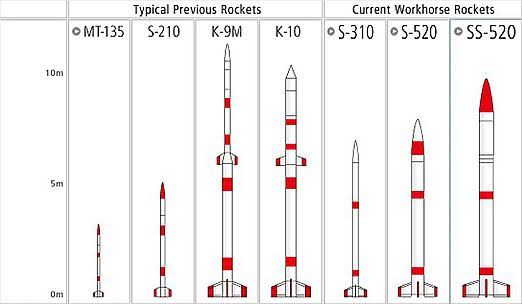 Typical Previous Rockets
Current Workhorse Rockets
MT-135
S-210
K-9M
K-10
S-310
S-520
SS-520
10m
5m
0m